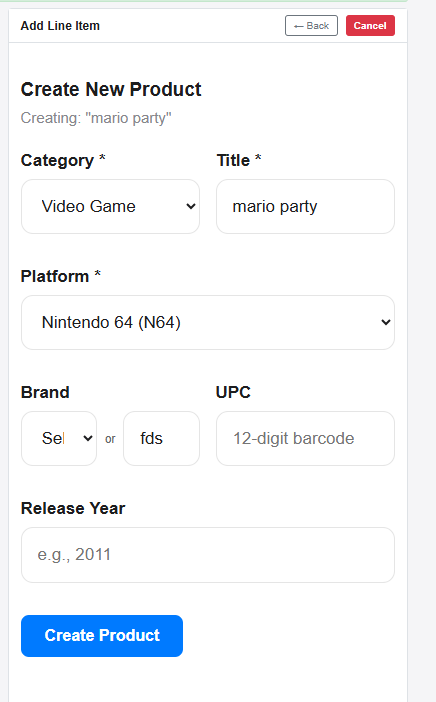 Add Line Item
← Back
Cancel
Create New Product
Creating: "mario party"
Category *
Title *
Video Game
mario party
Platform *
Nintendo 64 (N64)
Brand
UPC
Sel
or
fds
12-digit barcode
Release Year
e.g., 2011
Create Product